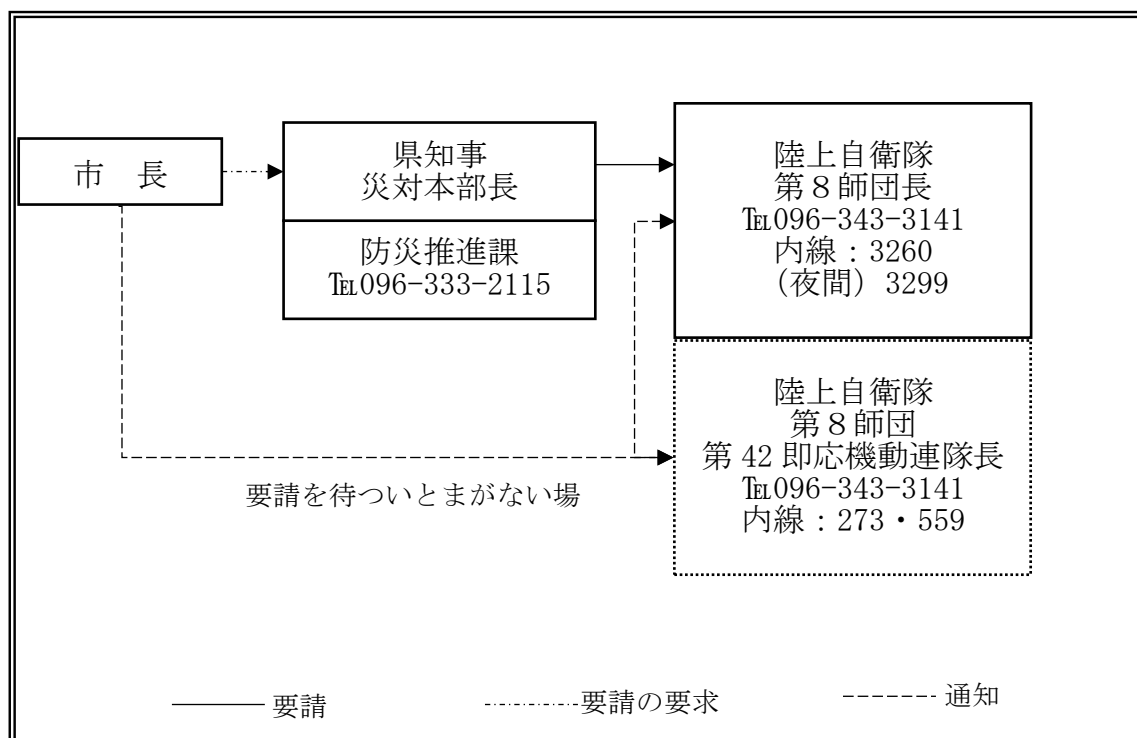 市　長
県知事
災対本部長
防災推進課
℡096-333-2115
陸上自衛隊
第８師団長
℡096-343-3141
内線：3260
（夜間）3299
陸上自衛隊
第８師団
第 42 即応機動連隊長
℡096-343-3141
内線：273・559
要請を待ついとまがない場
要請
要請の要求
通知